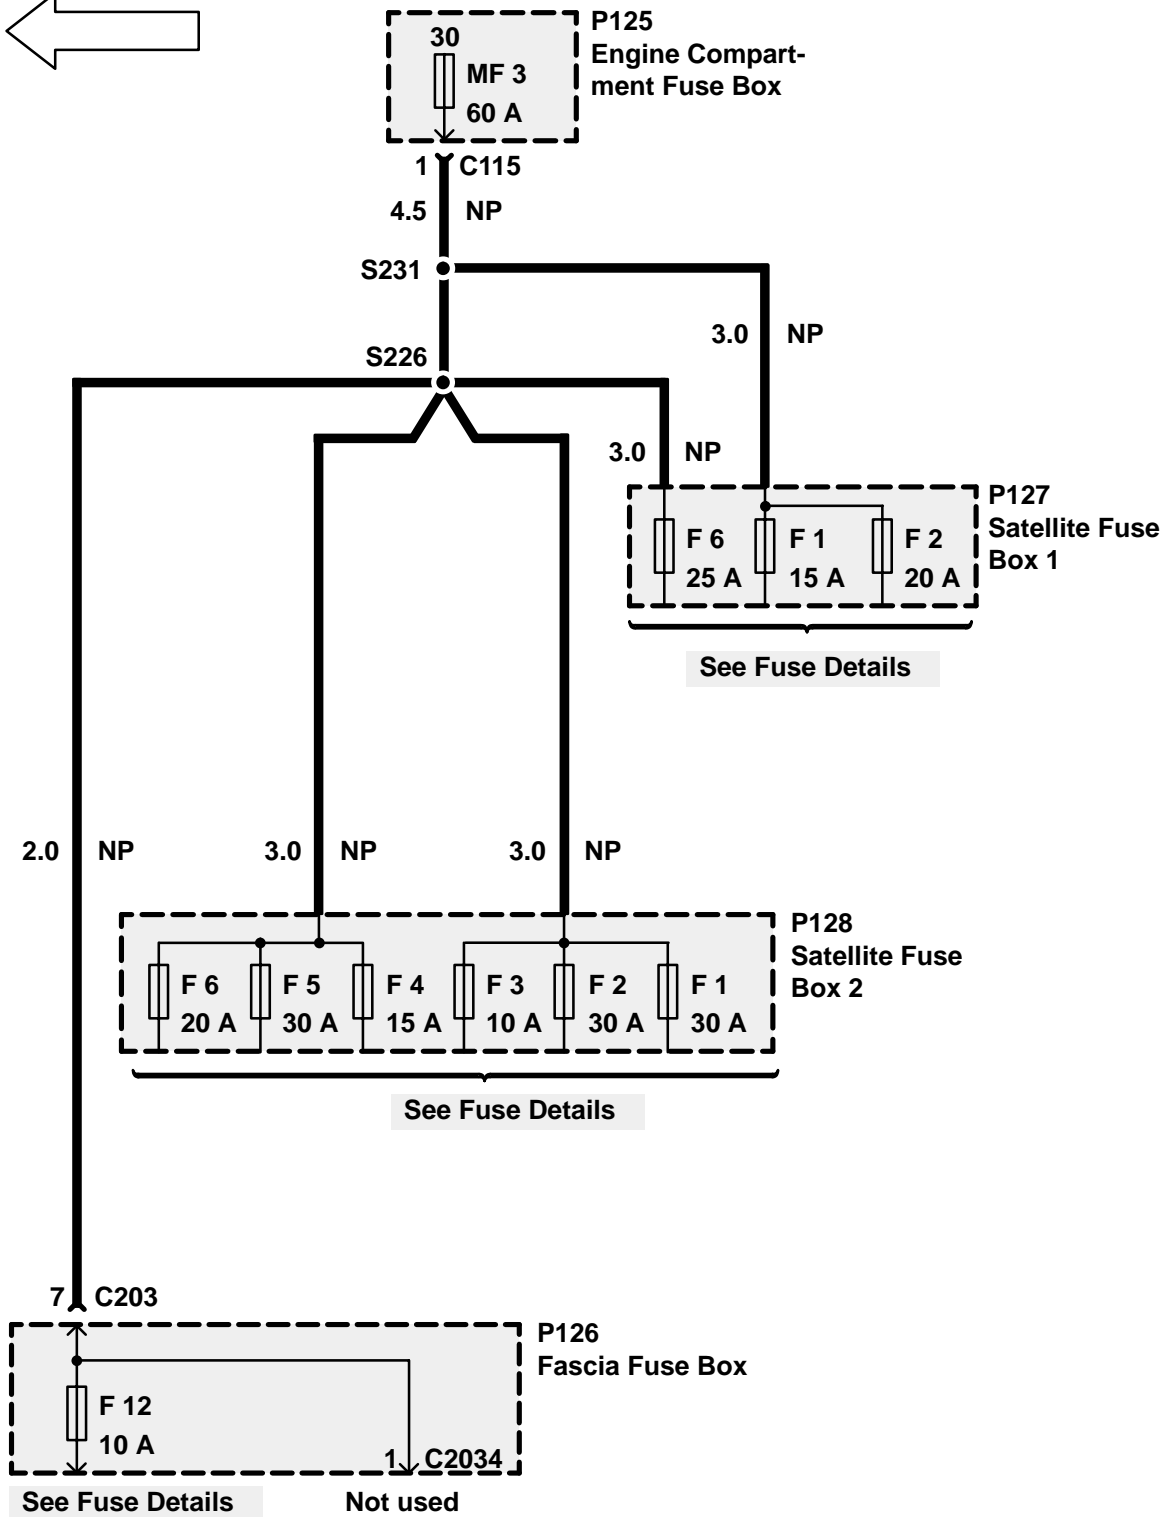 P125
30
Engine Compart-
ment Fuse Box
MF 3
60 A
1 C115
4.5 NP
S231
3.0 NP
S226
3.0 NP
P127
Satellite Fuse
Box 1
F 6 F 1 F 2
25 A 15 A 20 A
See Fuse Details
2.0 NP 3.0 NP 3.0 NP
P128
Satellite Fuse
Box 2
F 6 F 5 F 4 F 3 F 2 F 1
20 A 30 A 15 A 10 A 30 A 30 A
See Fuse Details
7 C203
P126
Fascia Fuse Box
F 12
10 A
1 C2034
See Fuse Details Not used